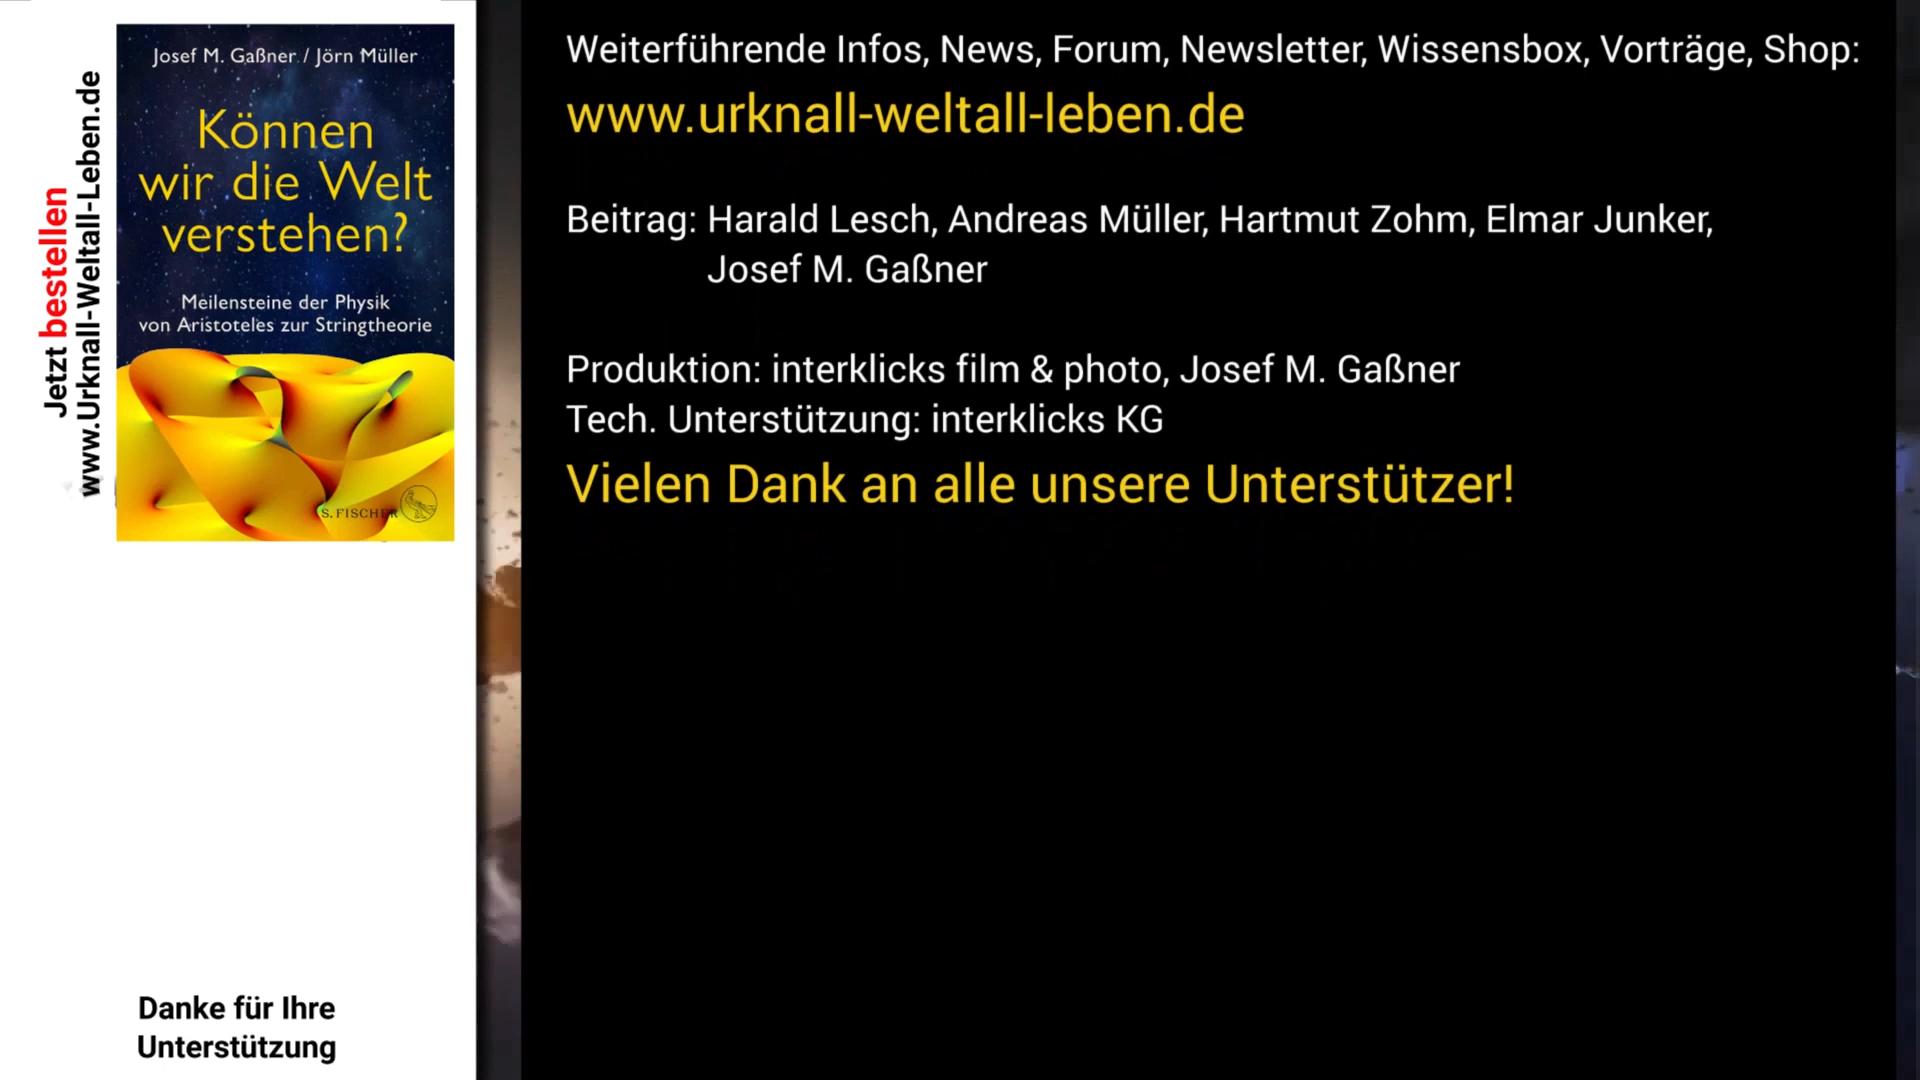 Jetzt bestellen
www.Urknall-Weltall-Leben.de
Josef M. Gaßner / Jörn Müller
Können
wir die Welt
verstehen?
Meilensteine der Physik
von Aristoteles zur Stringtheorie
S. FISCHER
Danke für Ihre
Unterstützung
Weiterführende Infos, News, Forum, Newsletter, Wissensbox, Vorträge, Shop:
www.urknall-weltall-leben.de
Beitrag: Harald Lesch, Andreas Müller, Hartmut Zohm, Elmar Junker,
Josef M. Gaßner
Produktion: interklicks film & photo, Josef M. Gaßner
Tech. Unterstützung: interklicks KG
Vielen Dank an alle unsere Unterstützer!